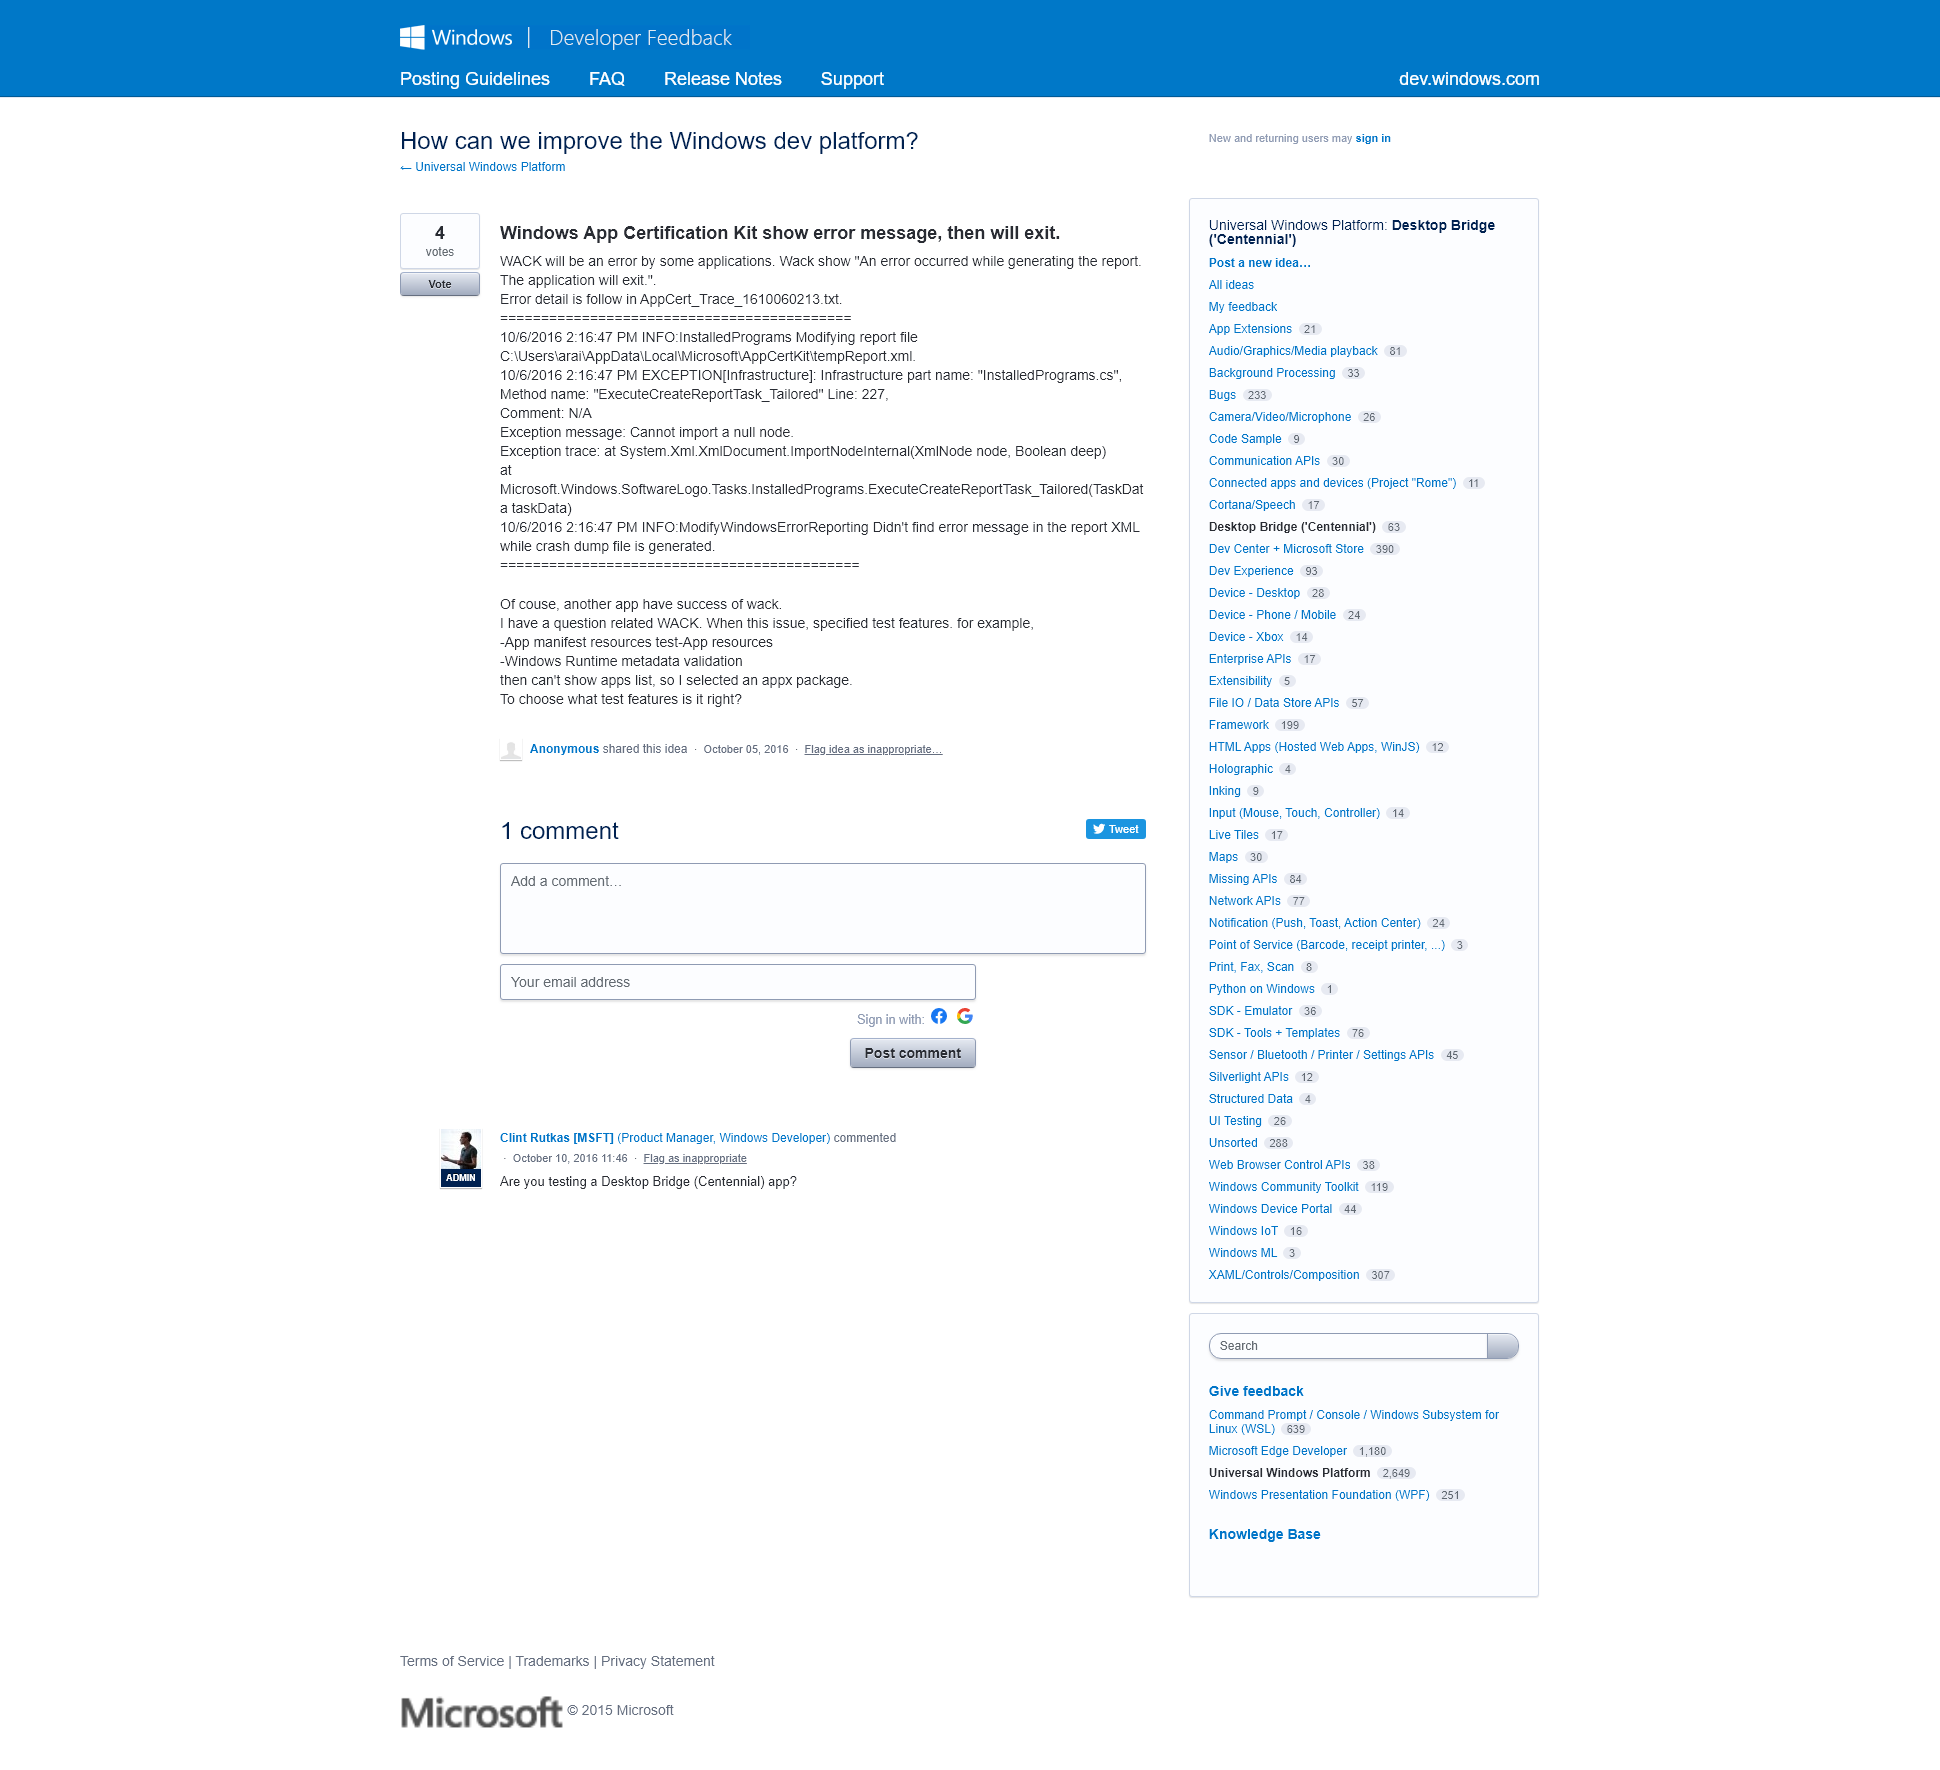 Windows | Developer Feedback
Posting Guidelines FAQ Release Notes Support dev.windows.com
How can we improve the Windows dev platform?
← Universal Windows Platform
New and returning users may sign in
4
votes
Vote
Windows App Certification Kit show error message, then will exit.
WACK will be an error by some applications. Wack show "An error occurred while generating the report.
The application will exit.".
Error detail is follow in AppCert_Trace_1610060213.txt.
===========================================
10/6/2016 2:16:47 PM INFO:InstalledPrograms Modifying report file
C:\Users\arai\AppData\Local\Microsoft\AppCertKit\tempReport.xml.
10/6/2016 2:16:47 PM EXCEPTION[Infrastructure]: Infrastructure part name: "InstalledPrograms.cs",
Method name: "ExecuteCreateReportTask_Tailored" Line: 227,
Comment: N/A
Exception message: Cannot import a null node.
Exception trace: at System.Xml.XmlDocument.ImportNodeInternal(XmlNode node, Boolean deep)
at
Microsoft.Windows.SoftwareLogo.Tasks.InstalledPrograms.ExecuteCreateReportTask_Tailored(TaskDat
a taskData)
10/6/2016 2:16:47 PM INFO:ModifyWindowsErrorReporting Didn't find error message in the report XML
while crash dump file is generated.
============================================
Of couse, another app have success of wack.
I have a question related WACK. When this issue, specified test features. for example,
-App manifest resources test-App resources
-Windows Runtime metadata validation
then can't show apps list, so I selected an appx package.
To choose what test features is it right?
Anonymous shared this idea · October 05, 2016 · Flag idea as inappropriate…
1 comment
Tweet
Add a comment…
Your email address
Sign in with:
Post comment
ADMIN
Clint Rutkas [MSFT] (Product Manager, Windows Developer) commented
· October 10, 2016 11:46 · Flag as inappropriate
Are you testing a Desktop Bridge (Centennial) app?
Universal Windows Platform: Desktop Bridge
('Centennial')
Post a new idea…
All ideas
My feedback
App Extensions 21
Audio/Graphics/Media playback 81
Background Processing 33
Bugs 233
Camera/Video/Microphone 26
Code Sample 9
Communication APIs 30
Connected apps and devices (Project "Rome") 11
Cortana/Speech 17
Desktop Bridge ('Centennial') 63
Dev Center + Microsoft Store 390
Dev Experience 93
Device - Desktop 28
Device - Phone / Mobile 24
Device - Xbox 14
Enterprise APIs 17
Extensibility 5
File IO / Data Store APIs 57
Framework 199
HTML Apps (Hosted Web Apps, WinJS) 12
Holographic 4
Inking 9
Input (Mouse, Touch, Controller) 14
Live Tiles 17
Maps 30
Missing APIs 84
Network APIs 77
Notification (Push, Toast, Action Center) 24
Point of Service (Barcode, receipt printer, ...) 3
Print, Fax, Scan 8
Python on Windows 1
SDK - Emulator 36
SDK - Tools + Templates 76
Sensor / Bluetooth / Printer / Settings APIs 45
Silverlight APIs 12
Structured Data 4
UI Testing 26
Unsorted 288
Web Browser Control APIs 38
Windows Community Toolkit 119
Windows Device Portal 44
Windows IoT 16
Windows ML 3
XAML/Controls/Composition 307
Search
Give feedback
Command Prompt / Console / Windows Subsystem for
Linux (WSL) 639
Microsoft Edge Developer 1,180
Universal Windows Platform 2,649
Windows Presentation Foundation (WPF) 251
Knowledge Base
Terms of Service | Trademarks | Privacy Statement
Microsoft © 2015 Microsoft